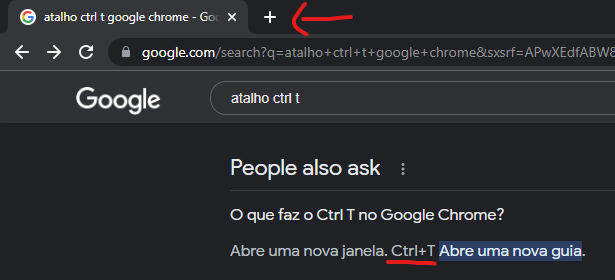 atalho ctrl t google chrome - Goo
google.com/search?q=atalho+ctrl+t+google+chrome&sxsrf=APwXEdfABW8
Google
atalho ctrl t
People also ask
O que faz o Ctrl T no Google Chrome?
Abre uma nova janela. Ctrl+T Abre uma nova guia.